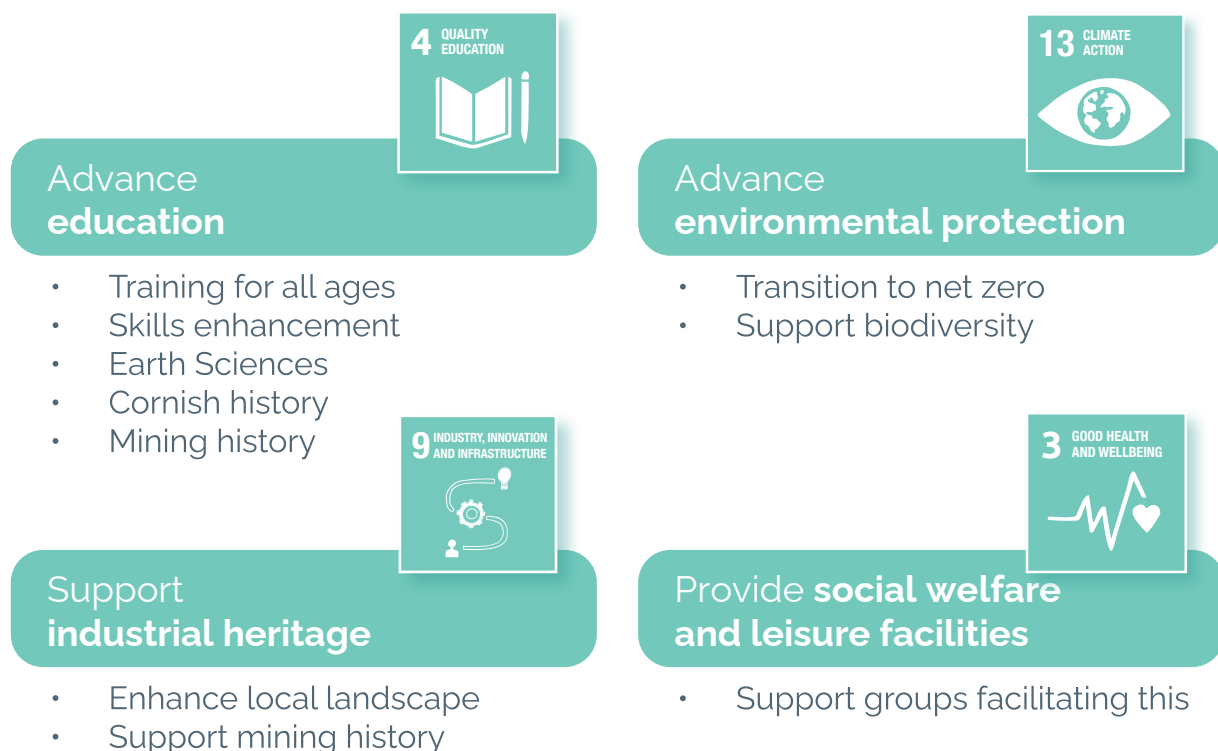 4 QUALITY
EDUCATION
Advance
education
• Training for all ages
• Skills enhancement
• Earth Sciences
• Cornish history
• Mining history
13 CLIMATE
ACTION
Advance
environmental protection
• Transition to net zero
• Support biodiversity
9 INDUSTRY, INNOVATION
AND INFRASTRUCTURE
Support
industrial heritage
• Enhance local landscape
• Support mining history
3 GOOD HEALTH
AND WELLBEING
Provide social welfare
and leisure facilities
• Support groups facilitating this